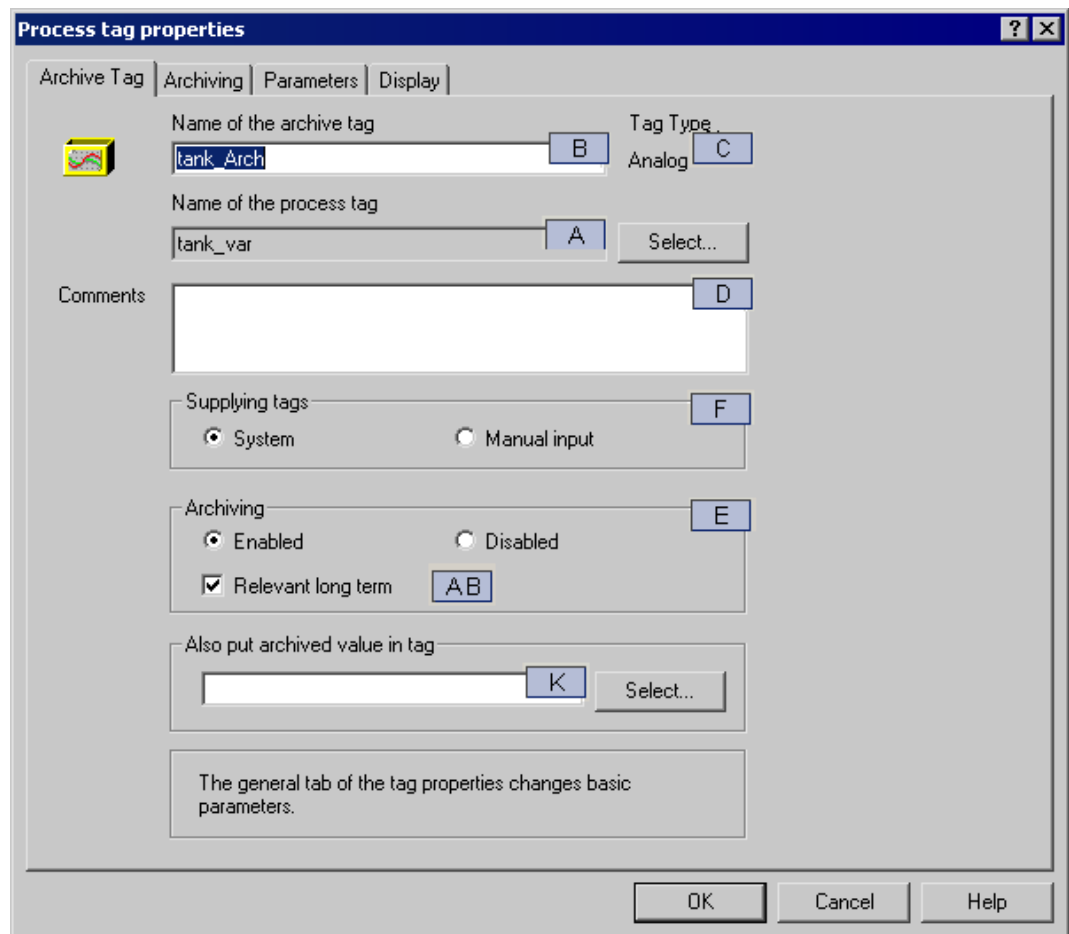 Process tag properties
? X
Archive Tag Archiving Parameters Display
Name of the archive tag Tag Type
tank_Arch B Analog C
Name of the process tag
tank_var A Select...
Comments D
Supplying tags F
System Manual input
Archiving E
Enabled Disabled
Relevant long term AB
Also put archived value in tag
K Select...
The general tab of the tag properties changes basic
parameters.
OK Cancel Help